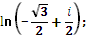 ln(-√3/2 + i/2);